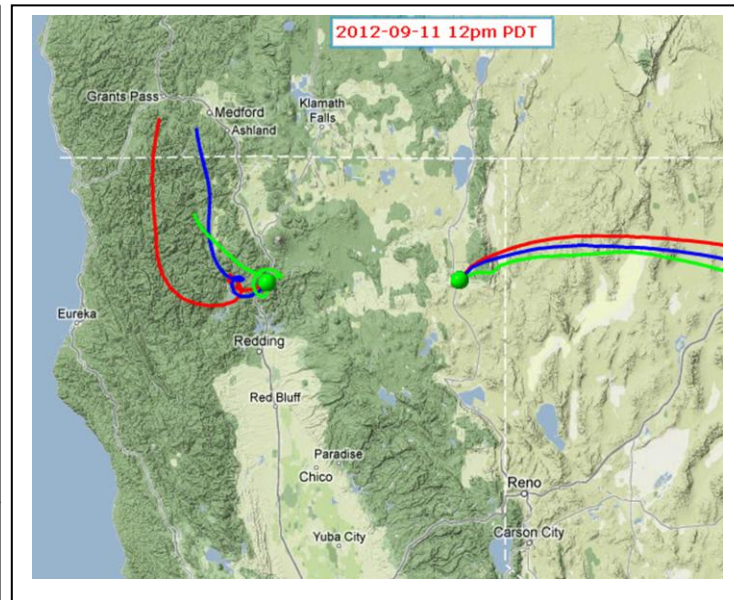 2012-09-11 12pm PDT
Grants Pass
Medford
Klamath
Falls
Ashland
Eureka
Redding
Red Bluff
Paradise
Chico
Reno
Yuba City
Carson City